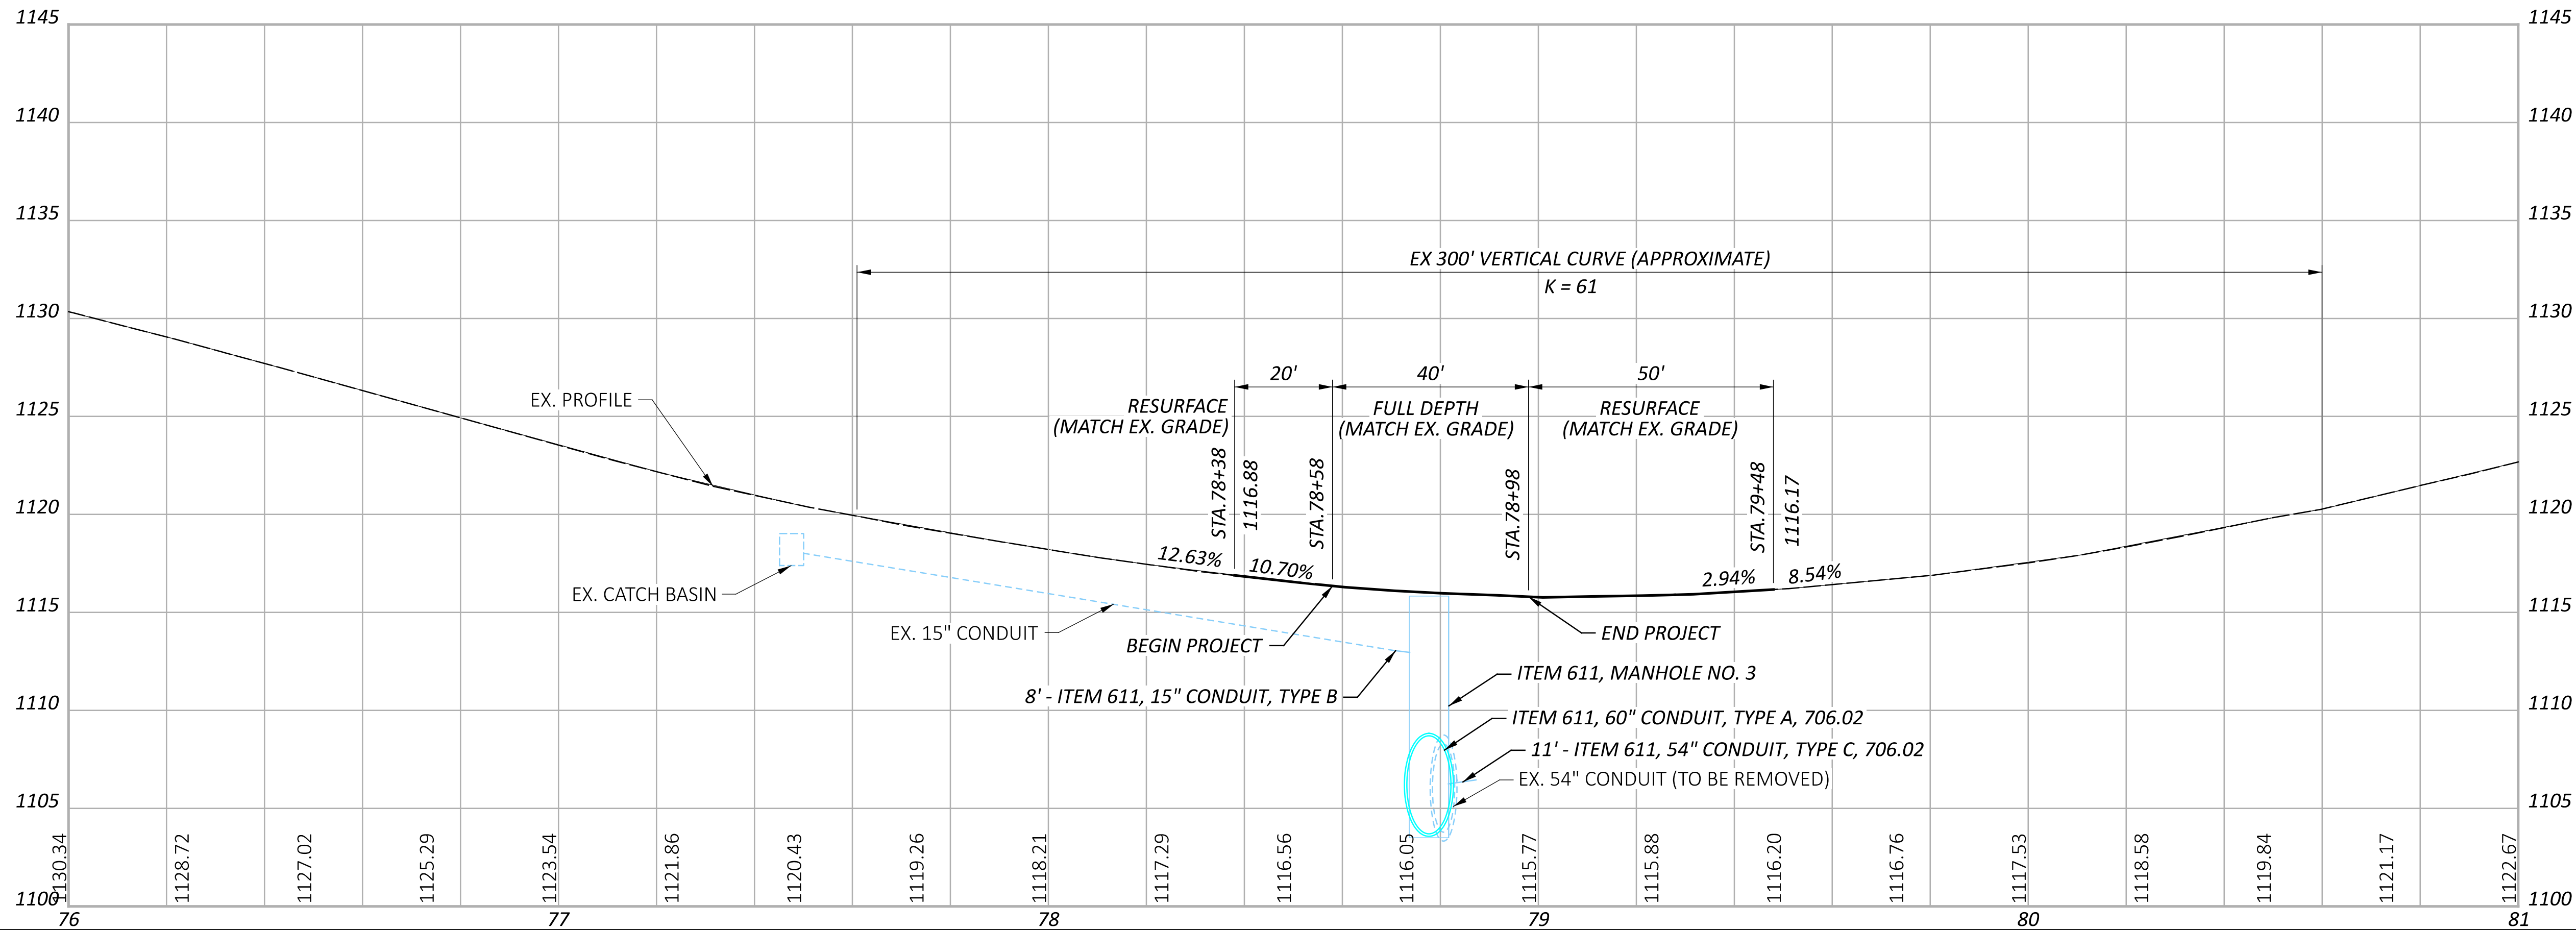 1145
1145
1140
1140
1135
1135
EX 300' VERTICAL CURVE (APPROXIMATE)
K = 61
1130
1130
20'
40'
50'
EX. PROFILE
1125
1125
RESURFACE
(MATCH EX. GRADE)
FULL DEPTH
(MATCH EX. GRADE)
RESURFACE
(MATCH EX. GRADE)
STA.78+38
1116.88
STA.78+58
STA.78+98
STA.79+48
1116.17
1120
1120
12.63%
10.70%
2.94%
8.54%
EX. CATCH BASIN
1115
1115
EX. 15" CONDUIT
BEGIN PROJECT
END PROJECT
ITEM 611, MANHOLE NO. 3
8' - ITEM 611, 15" CONDUIT, TYPE B
1110
1110
ITEM 611, 60" CONDUIT, TYPE A, 706.02
11' - ITEM 611, 54" CONDUIT, TYPE C, 706.02
EX. 54" CONDUIT (TO BE REMOVED)
1105
1105
1130.34
1128.72
1127.02
1125.29
1123.54
1121.86
1120.43
1119.26
1118.21
1117.29
1116.56
1116.05
1115.77
1115.88
1116.20
1116.76
1117.53
1118.58
1119.84
1121.17
1122.67
1100
1100
76
77
78
79
80
81